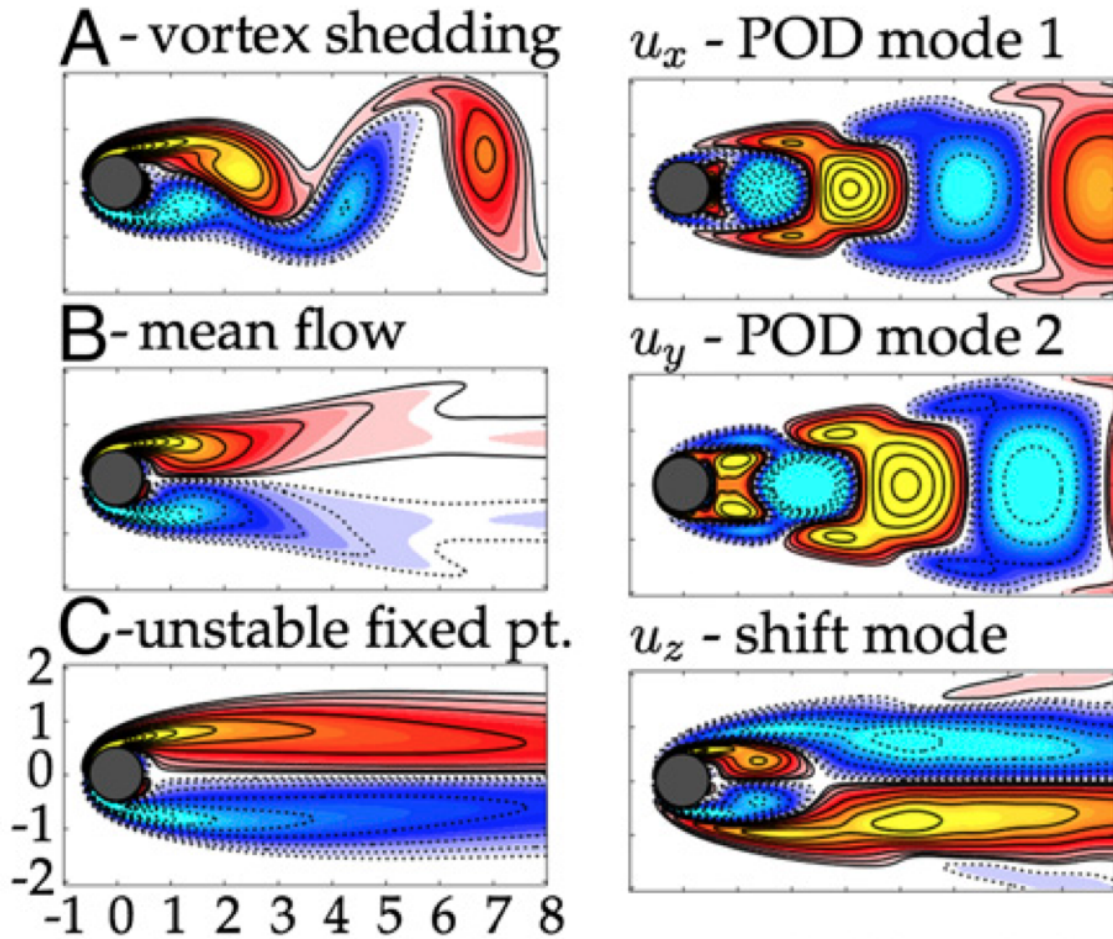 A - vortex shedding
B - mean flow
C -unstable fixed pt.
2
1
0
-1
-2
-1 0 1 2 3 4 5 6 7 8
u_x - POD mode 1
u_y - POD mode 2
u_z - shift mode